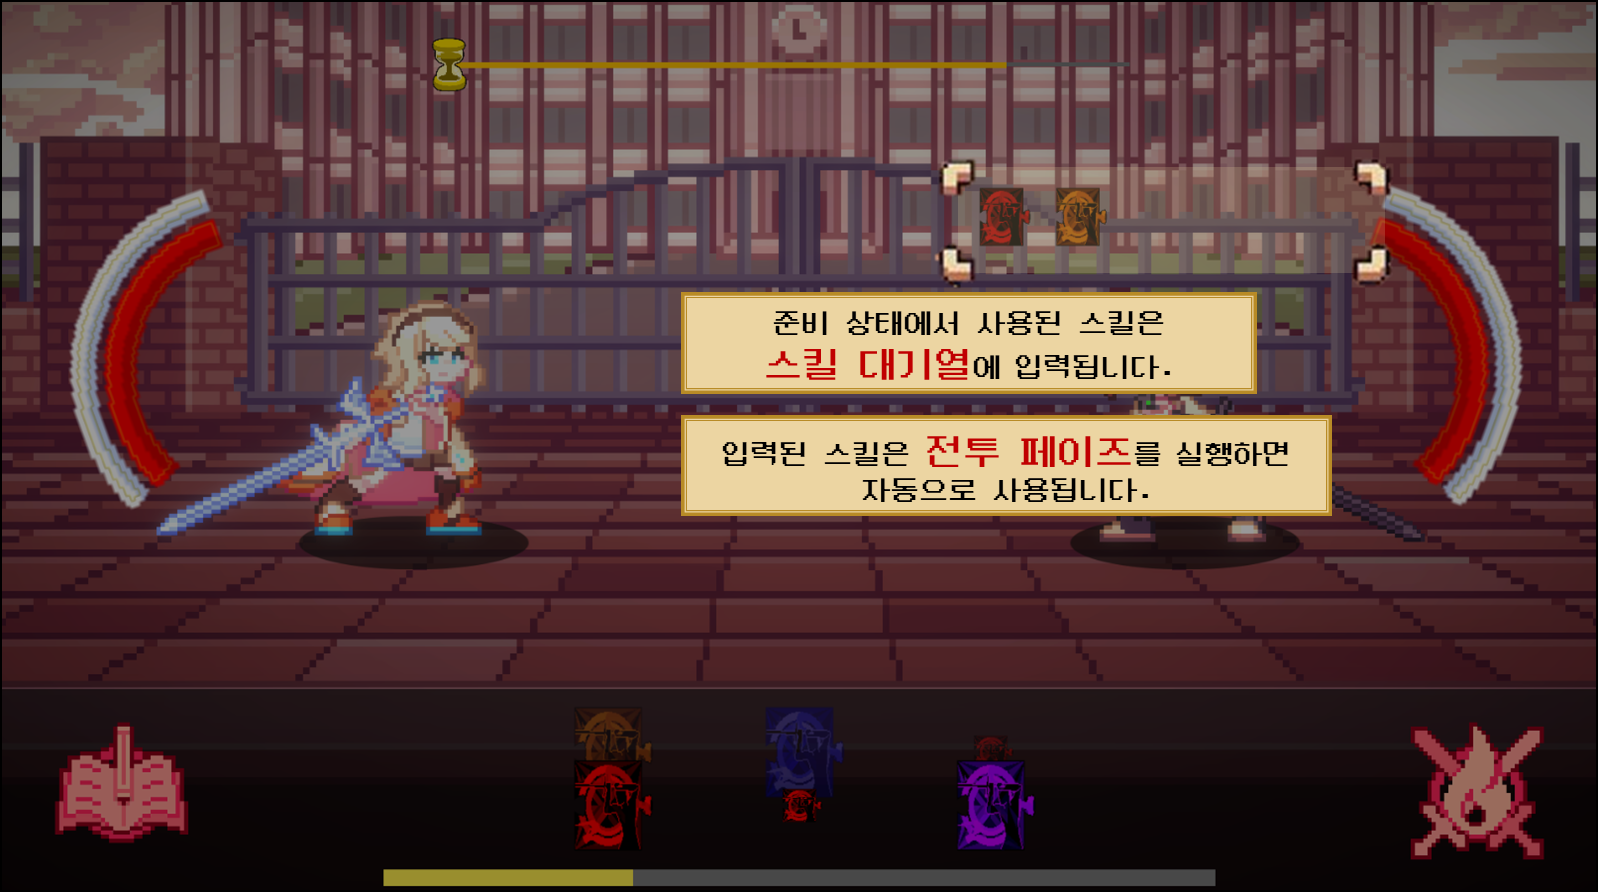 준비 상태에서 사용된 스킬은
스킬 대기열에 입력됩니다.
입력된 스킬은 전투 페이즈를 실행하면
자동으로 사용됩니다.